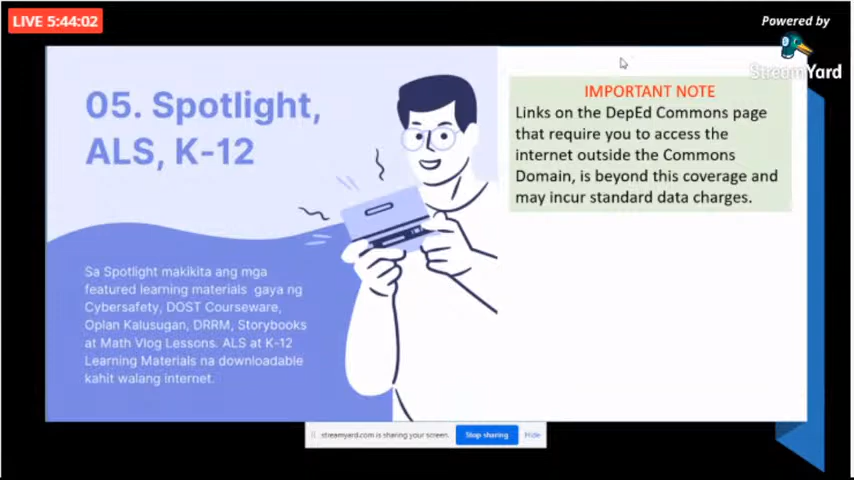 LIVE 5:44:02
Powered by
StreamYard
05. Spotlight,
ALS, K-12
Sa Spotlight makikita ang mga
featured learning materials gaya ng
Cybersafety, DOST Courseware,
Oplan Kalusugan, DRRM, Storybooks
at Math Vlog Lessons. ALS at K-12
Learning Materials na downloadable
kahit walang internet.
IMPORTANT NOTE
Links on the DepEd Commons page
that require you to access the
internet outside the Commons
Domain, is beyond this coverage and
may incur standard data charges.
streamyard.com is sharing your screen.
Stop sharing
Hide